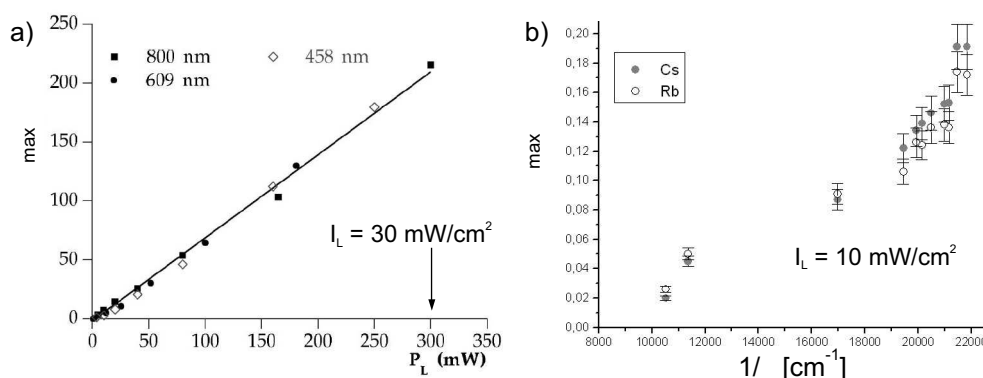 a)
250
200
150
100
50
0
max
800 nm
609 nm
458 nm
I_L = 30 mW/cm²
0 50 100 150 200 250 300 350
P_L (mW)
b)
0,20
0,18
0,16
0,14
0,12
0,10
0,08
0,06
0,04
0,02
0,00
max
Cs
Rb
I_L = 10 mW/cm²
8000 10000 12000 14000 16000 18000 20000 22000
1/ [cm⁻¹]